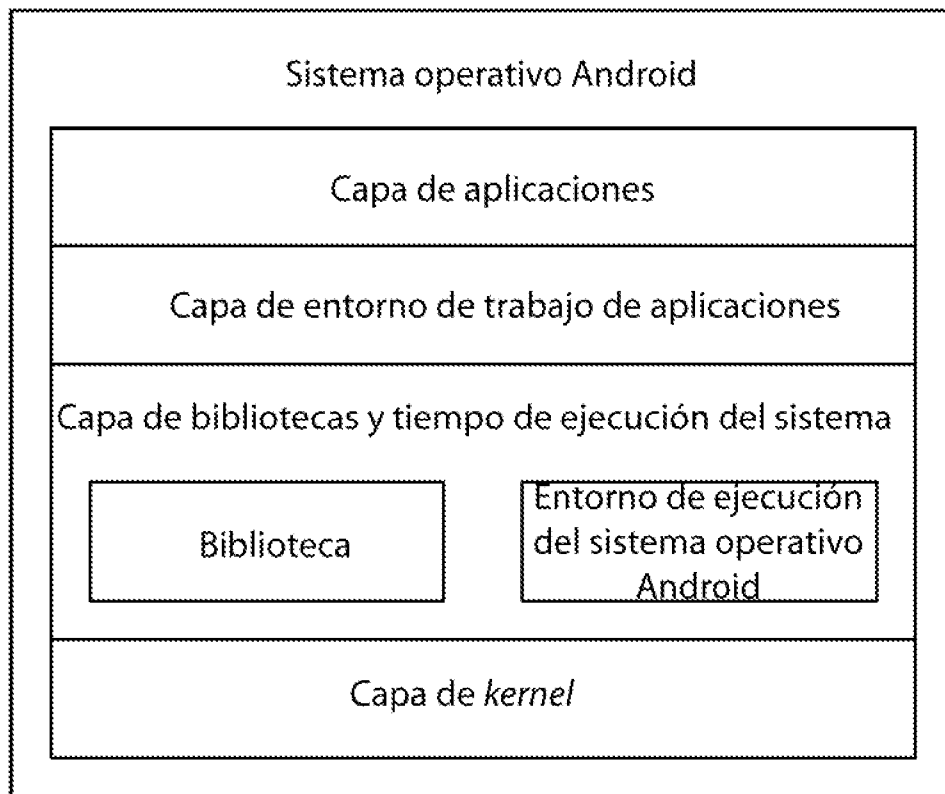 Sistema operativo Android
Capa de aplicaciones
Capa de entorno de trabajo de aplicaciones
Capa de bibliotecas y tiempo de ejecución del sistema
Biblioteca
Entorno de ejecución
del sistema operativo
Android
Capa de kernel